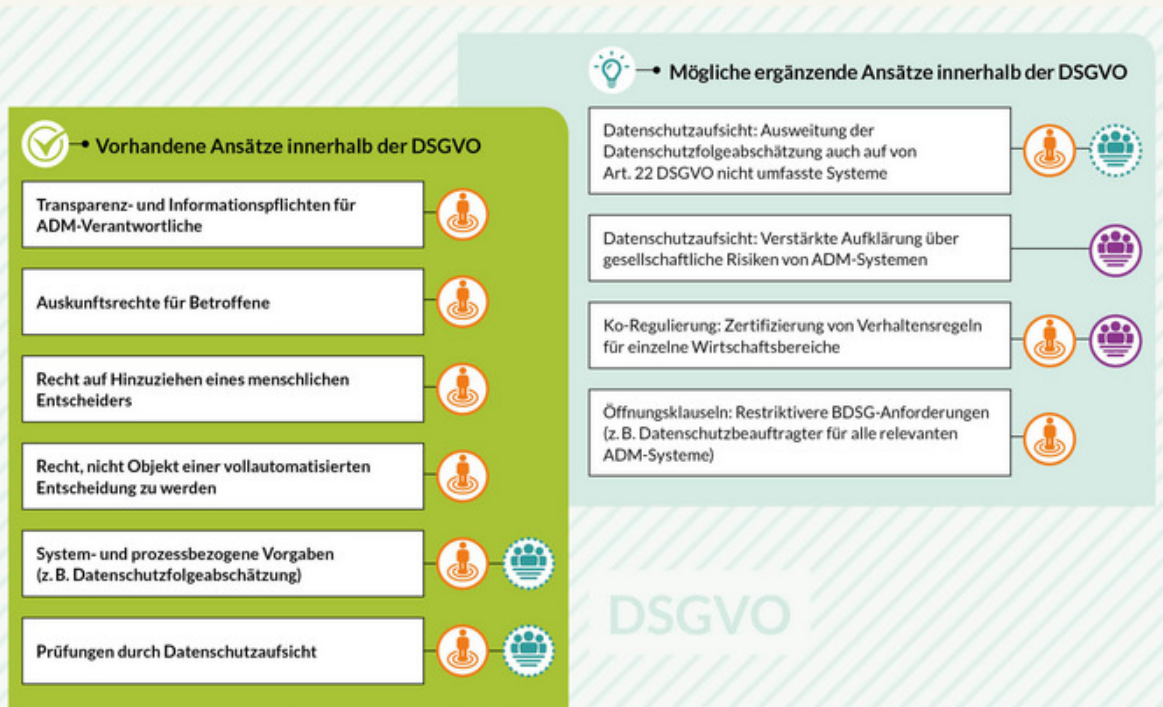 Vorhandene Ansätze innerhalb der DSGVO
Transparenz- und Informationspflichten für
ADM-Verantwortliche
Auskunftsrechte für Betroffene
Recht auf Hinzuziehen eines menschlichen
Entscheiders
Recht, nicht Objekt einer vollautomatisierten
Entscheidung zu werden
System- und prozessbezogene Vorgaben
(z. B. Datenschutzfolgeabschätzung)
Prüfungen durch Datenschutzaufsicht
Mögliche ergänzende Ansätze innerhalb der DSGVO
Datenschutzaufsicht: Ausweitung der
Datenschutzfolgeabschätzung auch auf von
Art. 22 DSGVO nicht umfasste Systeme
Datenschutzaufsicht: Verstärkte Aufklärung über
gesellschaftliche Risiken von ADM-Systemen
Ko-Regulierung: Zertifizierung von Verhaltensregeln
für einzelne Wirtschaftsbereiche
Öffnungsklauseln: Restriktivere BDSG-Anforderungen
(z. B. Datenschutzbeauftragter für alle relevanten
ADM-Systeme)
DSGVO